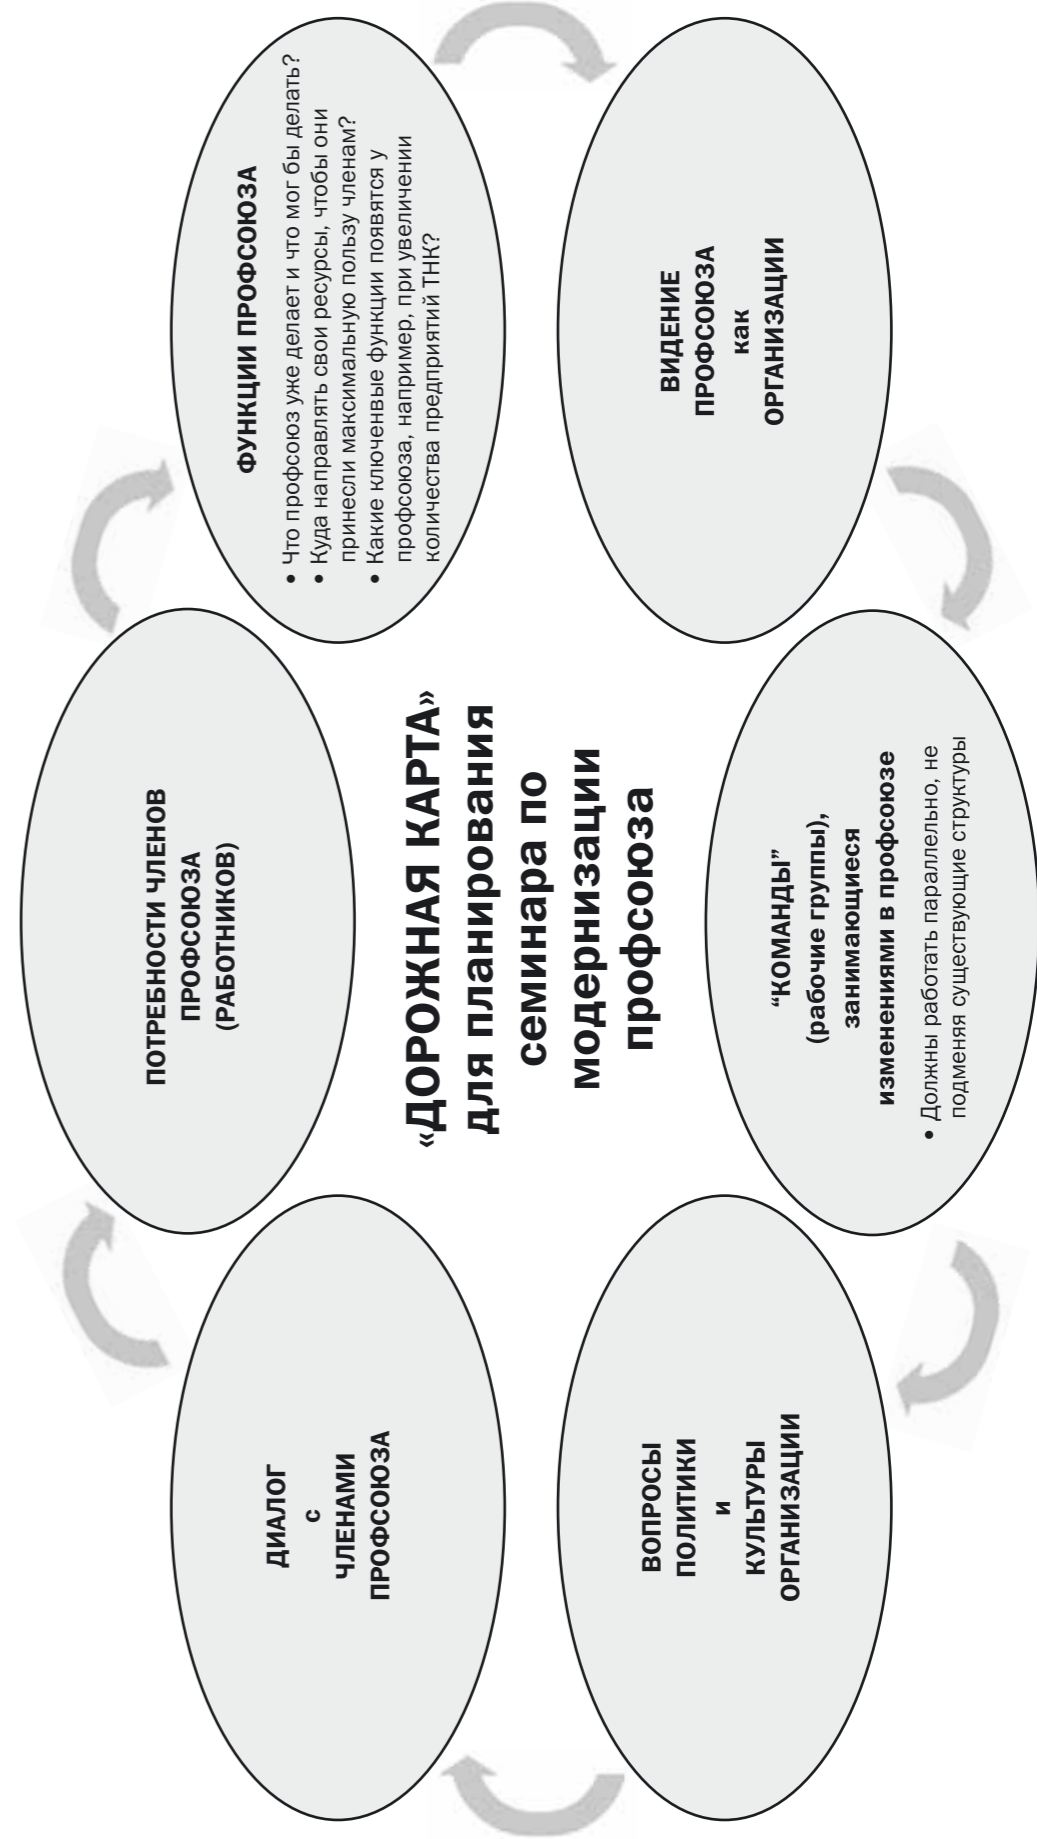 «ДОРОЖНАЯ КАРТА»
для планирования
семинара по
модернизации
профсоюза
ПОТРЕБНОСТИ ЧЛЕНОВ
ПРОФСОЮЗА
(РАБОТНИКОВ)
ФУНКЦИИ ПРОФСОЮЗА
• Что профсоюз уже делает и что мог бы делать?
• Куда направлять свои ресурсы, чтобы они
принесли максимальную пользу членам?
• Какие ключенвые функции появятся у
профсоюза, например, при увеличении
количества предприятий ТНК?
ВИДЕНИЕ
ПРОФСОЮЗА
как
ОРГАНИЗАЦИИ
“КОМАНДЫ”
(рабочие группы),
занимающиеся
изменениями в профсоюзе
• Должны работать параллельно, не
подменяя существующие структуры
ВОПРОСЫ
ПОЛИТИКИ
и
КУЛЬТУРЫ
ОРГАНИЗАЦИИ
ДИАЛОГ
с
ЧЛЕНАМИ
ПРОФСОЮЗА